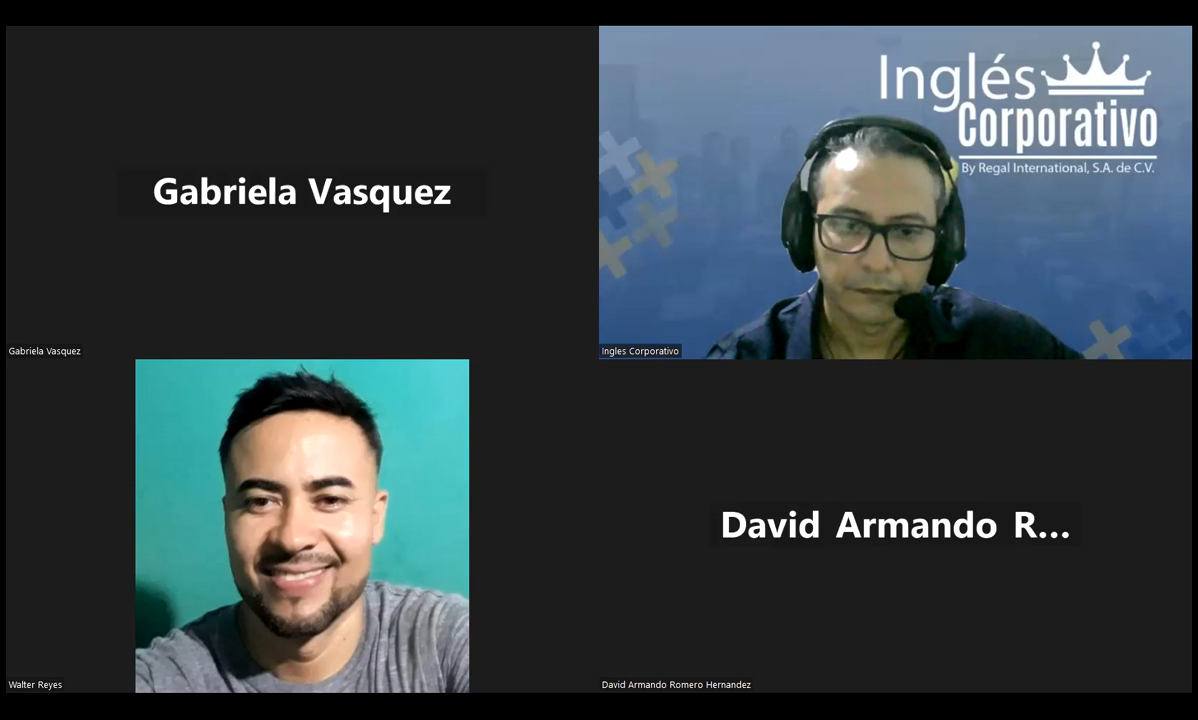 Gabriela Vasquez
Gabriela Vasquez
Inglés
Corporativo
By Regal International, S.A. de C.V.
Ingles Corporativo
Walter Reyes
David Armando R...
David Armando Romero Hernandez